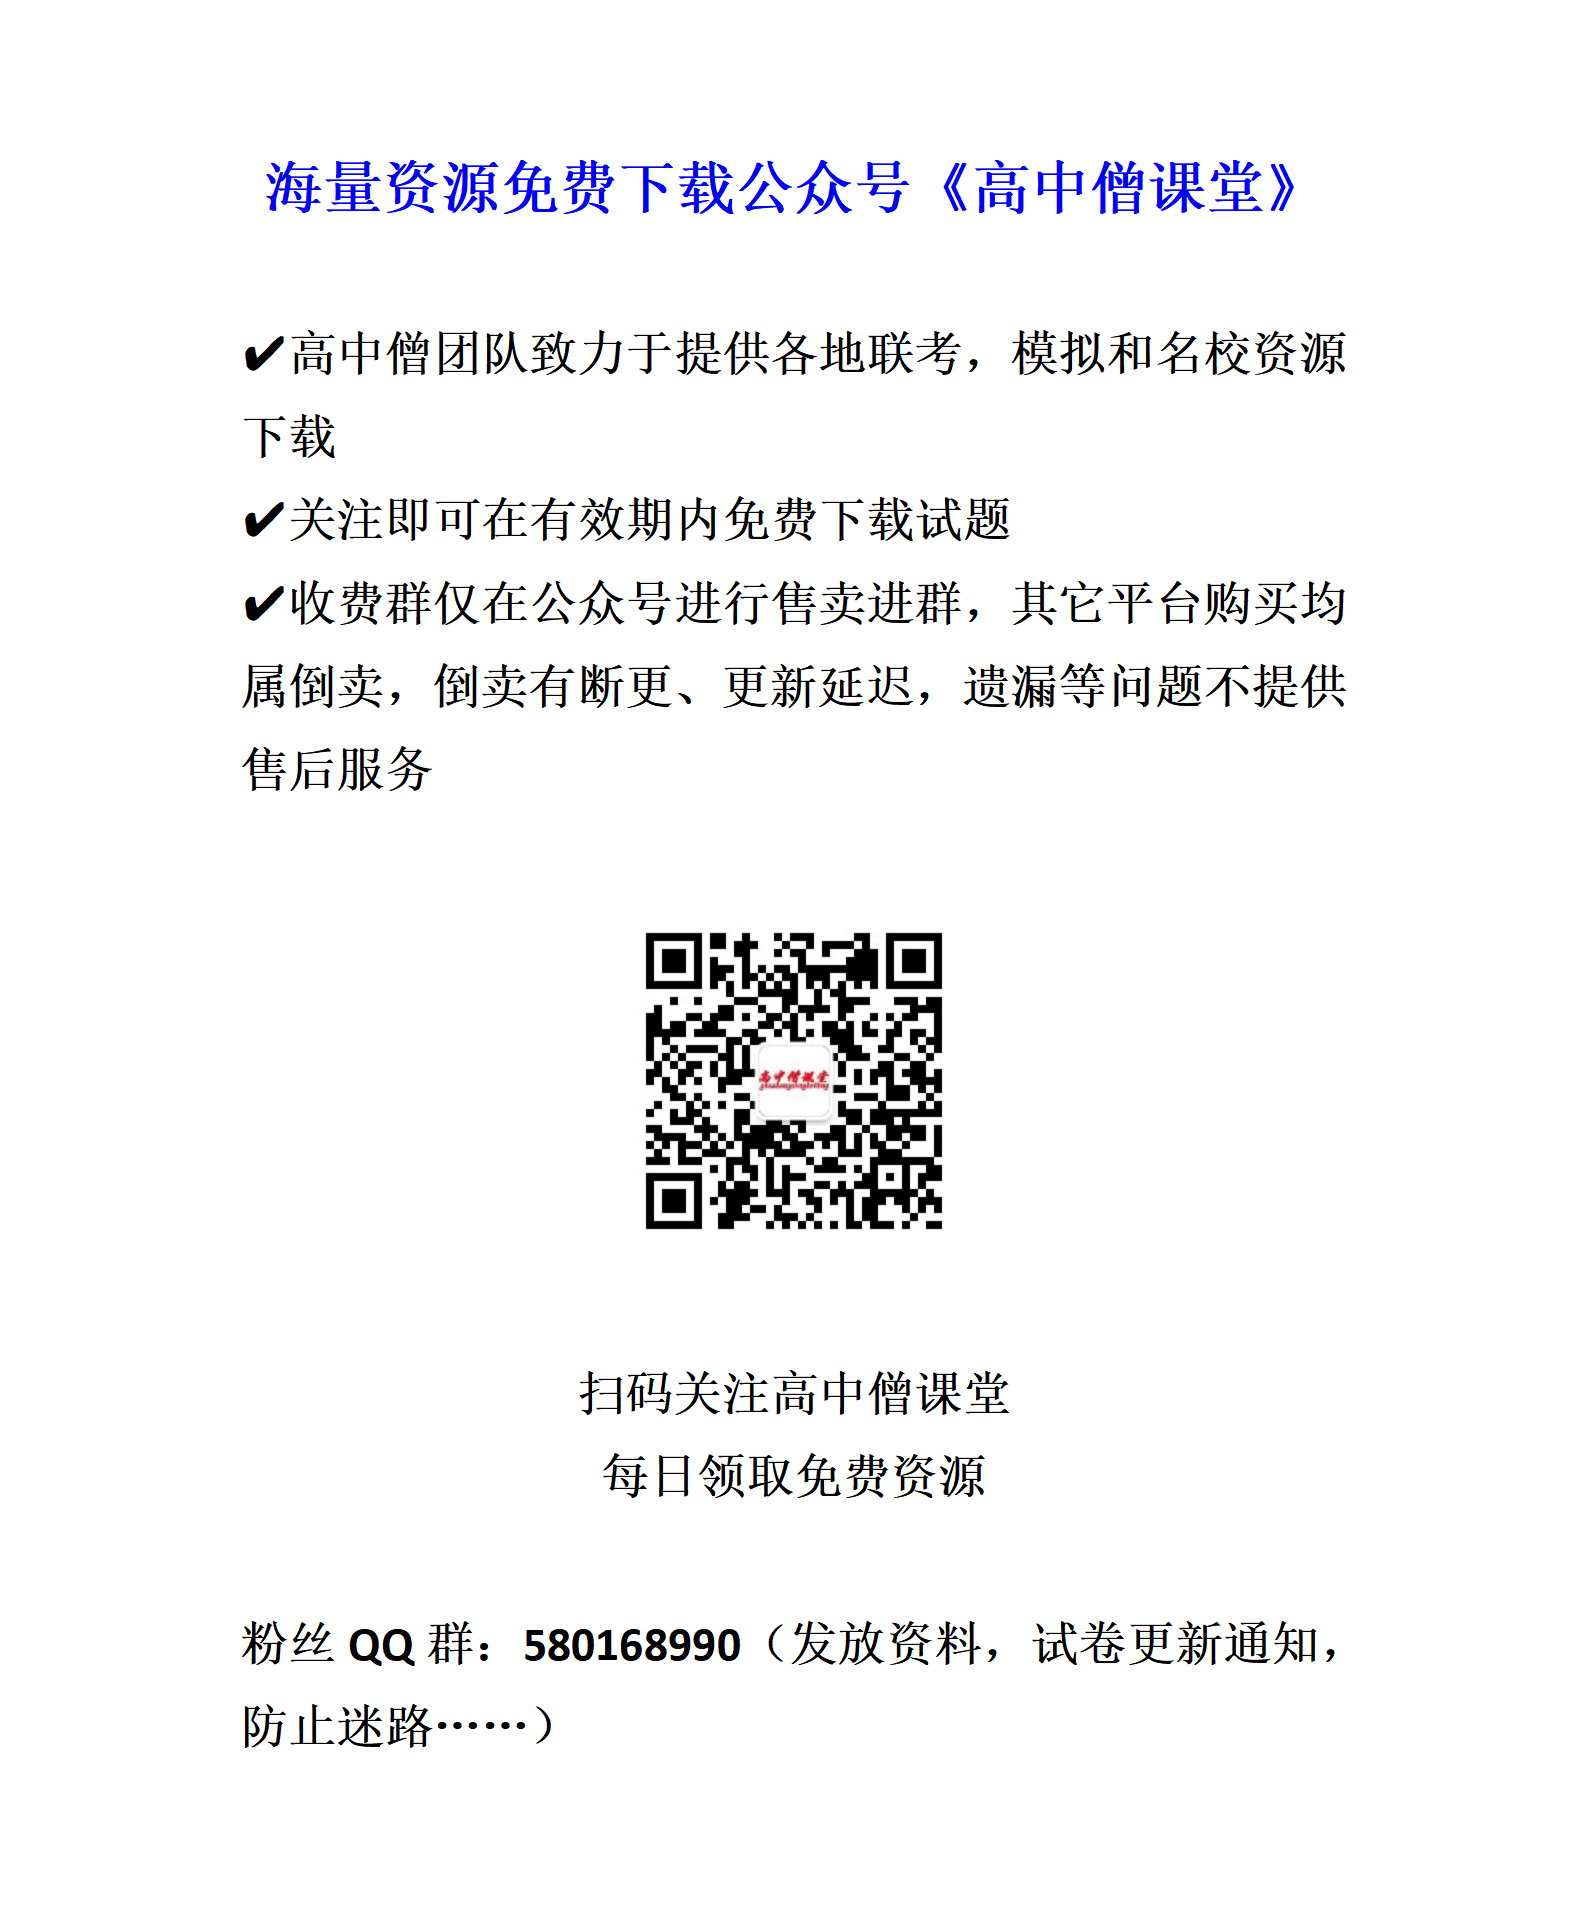 海量资源免费下载公众号《高中僧课堂》
✔高中僧团队致力于提供各地联考，模拟和名校资源
下载
✔关注即可在有效期内免费下载试题
✔收费群仅在公众号进行售卖进群，其它平台购买均
属倒卖，倒卖有断更、更新延迟，遗漏等问题不提供
售后服务
高中僧课堂
扫码关注高中僧课堂
每日领取免费资源
粉丝 QQ 群：580168990（发放资料，试卷更新通知，
防止迷路……）